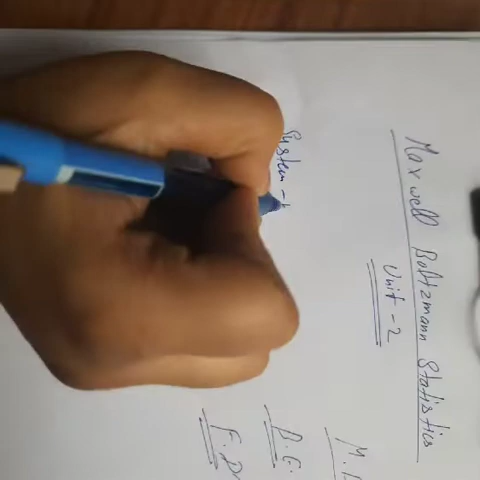 Maxwell Boltzmann Statistics
Unit - 2
M.
B.E.
F. D
System -